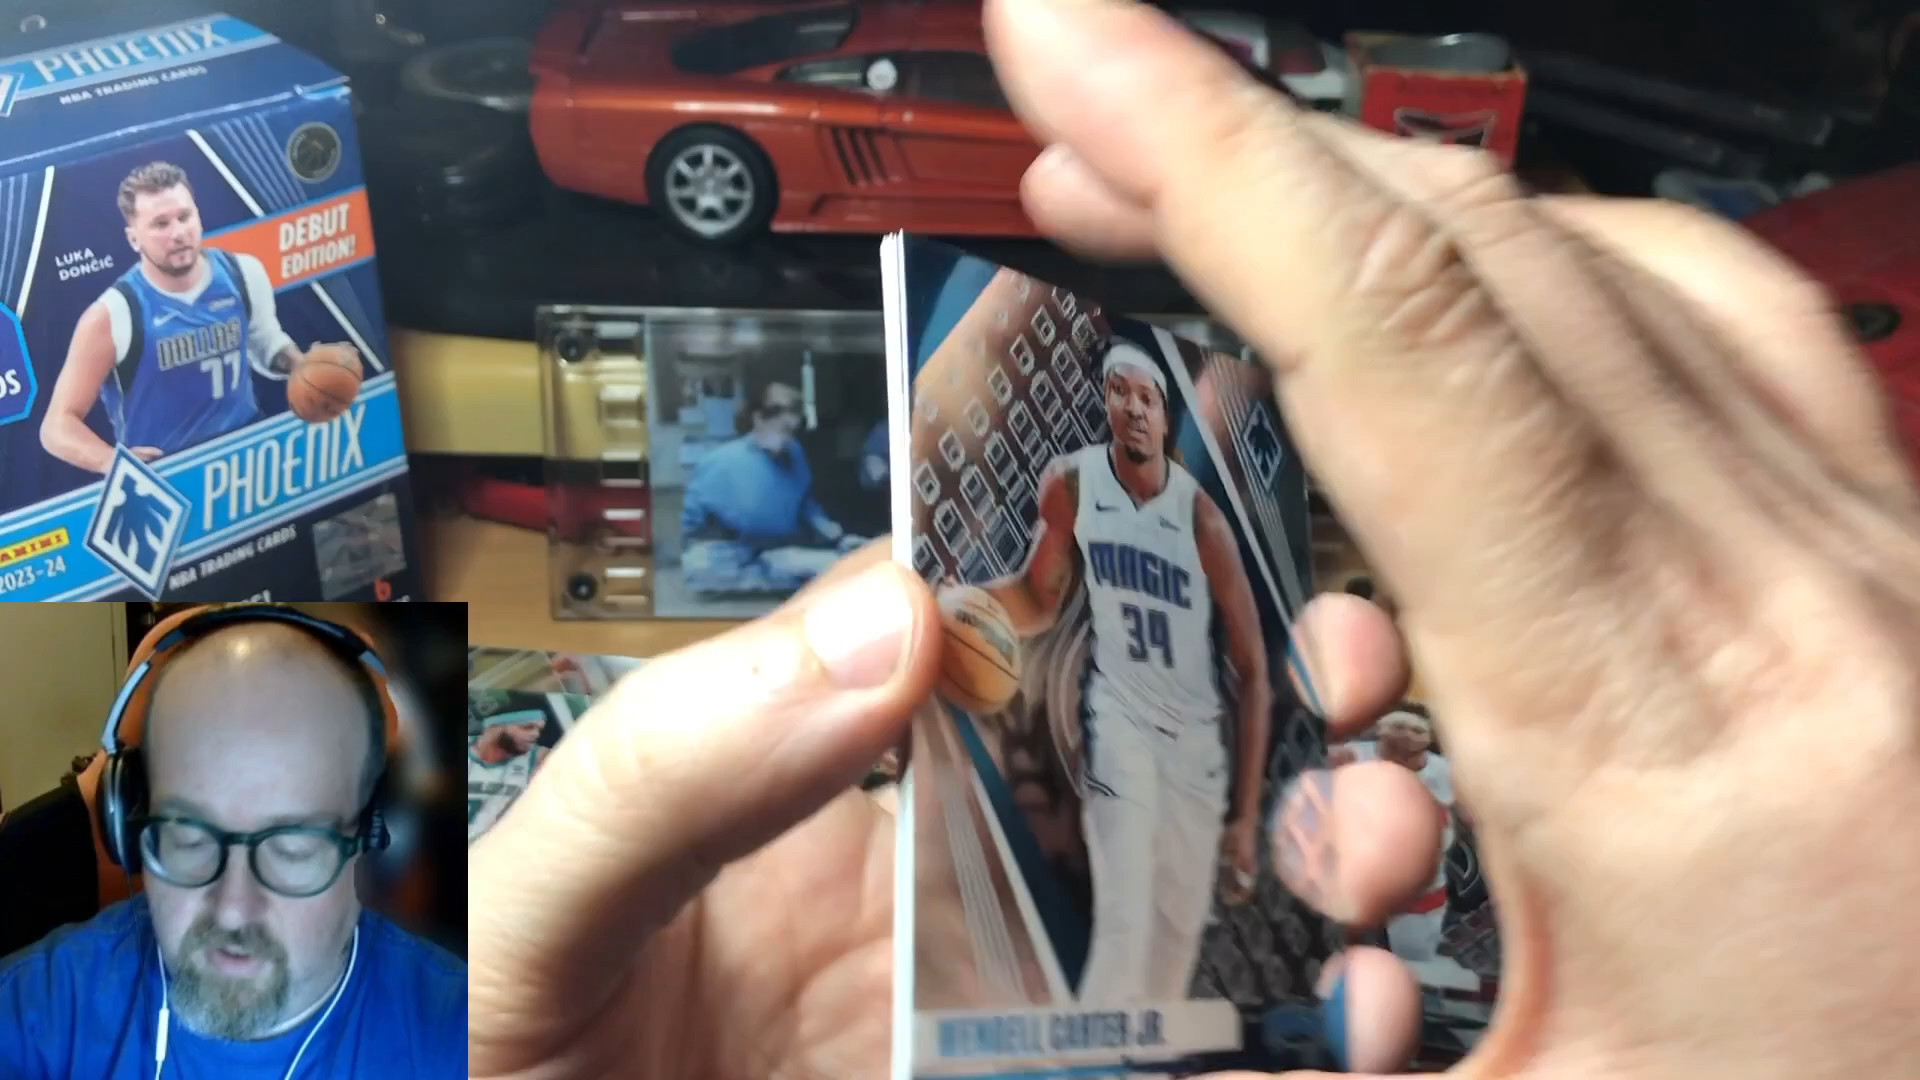 PHOENIX
NBA TRADING CARDS
LUKA
DONČIĆ
DEBUT
EDITION!
DALLAS
77
PHOENIX
PANINI
2023-24
NBA TRADING CARDS
6
MAGIC
34
WENDELL CARTER JR.